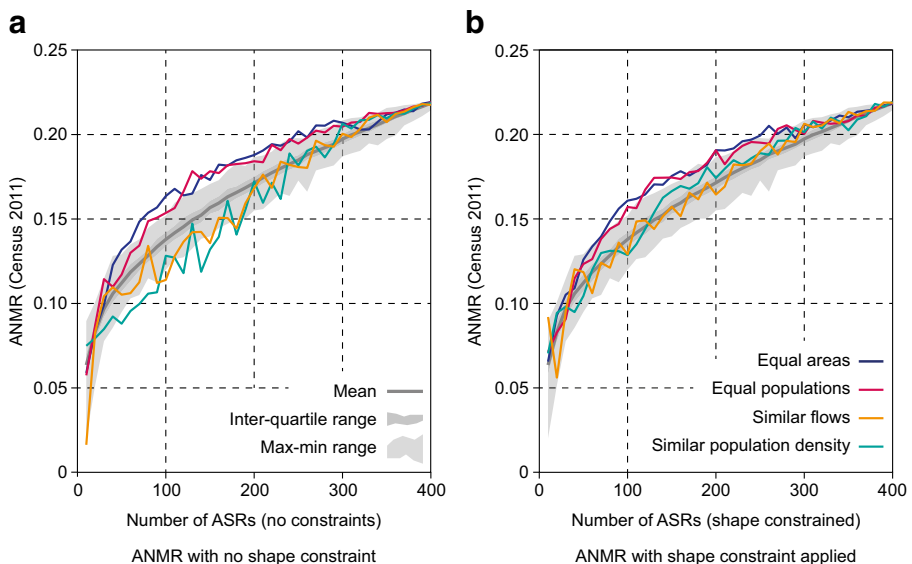 a
0.25
0.20
0.15
0.10
0.05
0
ANMR (Census 2011)
Mean
Inter-quartile range
Max-min range
0
100
200
300
400
Number of ASRs (no constraints)
ANMR with no shape constraint
b
0.25
0.20
0.15
0.10
0.05
0
ANMR (Census 2011)
Equal areas
Equal populations
Similar flows
Similar population density
0
100
200
300
400
Number of ASRs (shape constrained)
ANMR with shape constraint applied